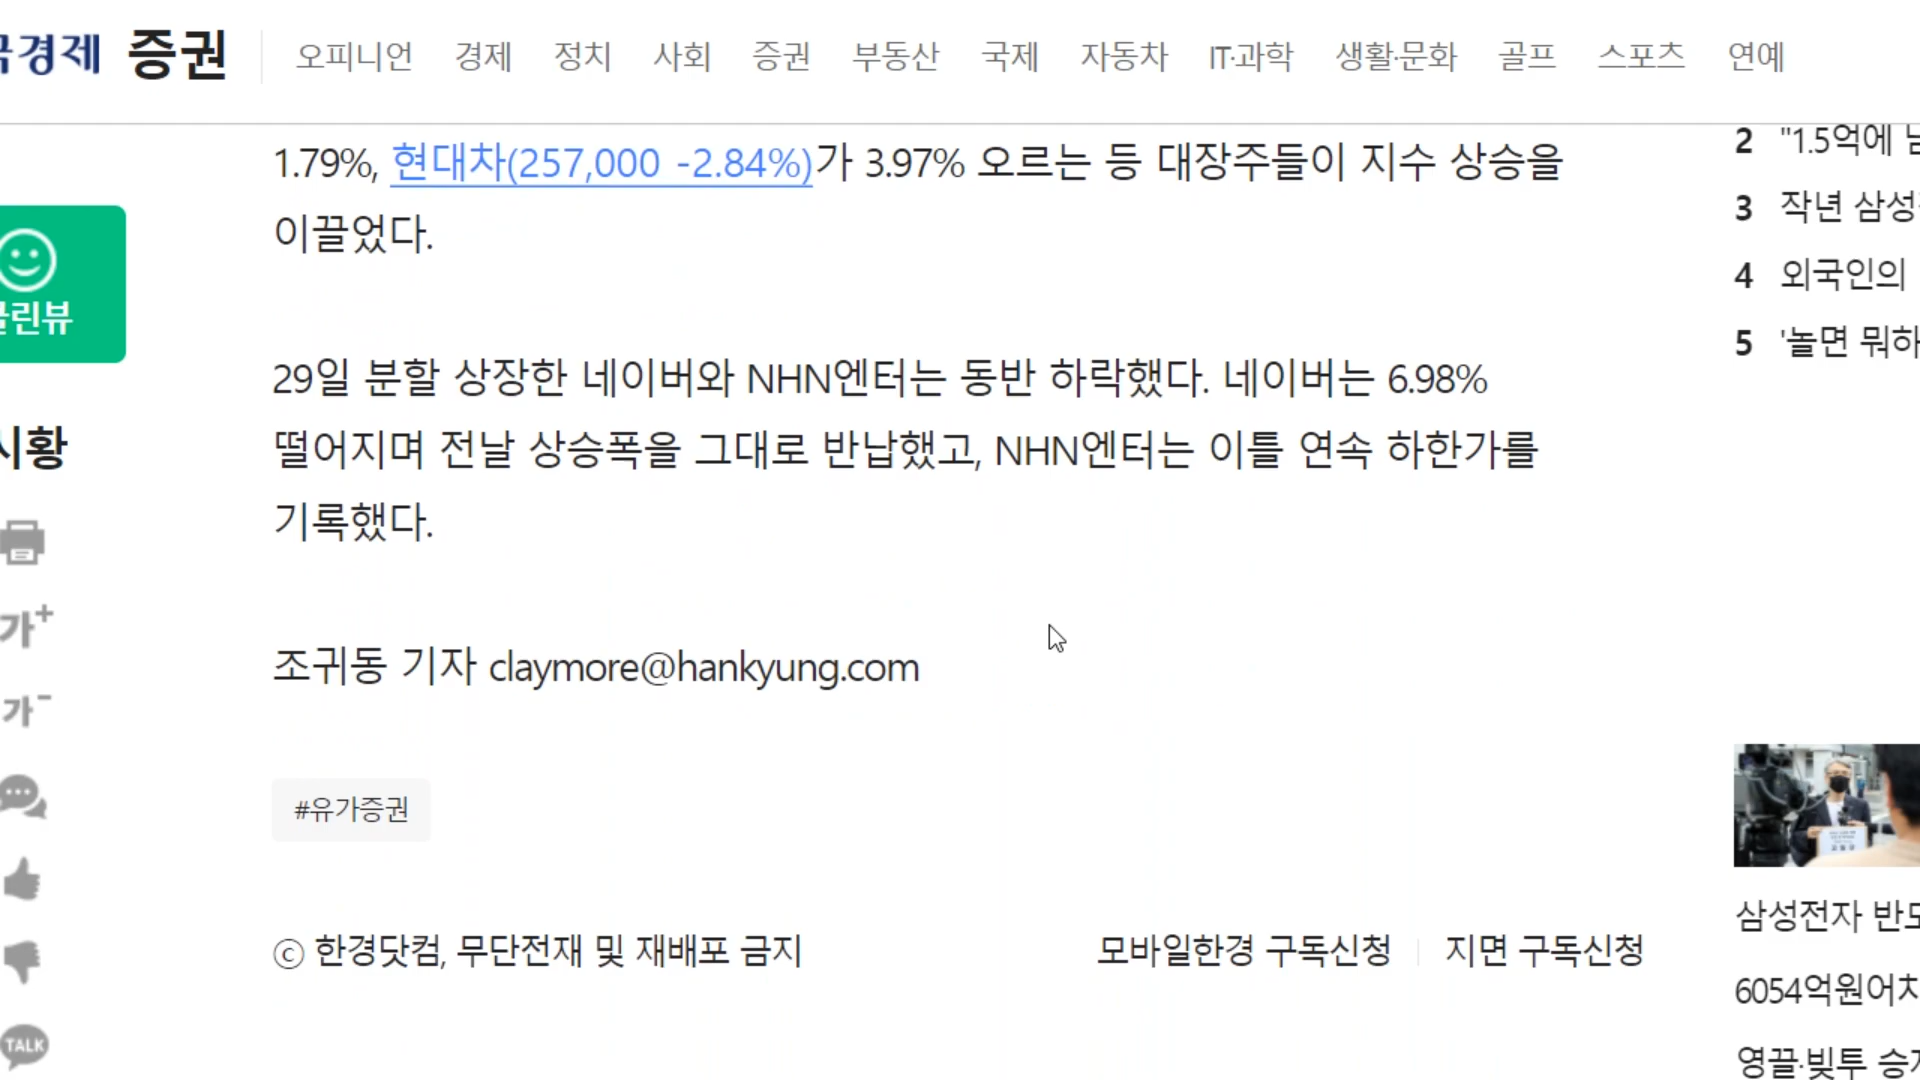 경제 증권 오피니언 경제 정치 사회 증권 부동산 국제 자동차 IT·과학 생활·문화 골프 스포츠 연예
1.79%, 현대차(257,000 -2.84%)가 3.97% 오르는 등 대장주들이 지수 상승을
이끌었다.
29일 분할 상장한 네이버와 NHN엔터는 동반 하락했다. 네이버는 6.98%
떨어지며 전날 상승폭을 그대로 반납했고, NHN엔터는 이틀 연속 하한가를
기록했다.
조귀동 기자 claymore@hankyung.com
#유가증권
ⓒ 한경닷컴, 무단전재 및 재배포 금지
모바일한경 구독신청
지면 구독신청
린뷰
시황
가+
가-
TALK
2 "1.5억에
3 작년 삼성
4 외국인의
5 '놀면 뭐하
삼성전자 반도
6054억원어치
영끌·빚투 승